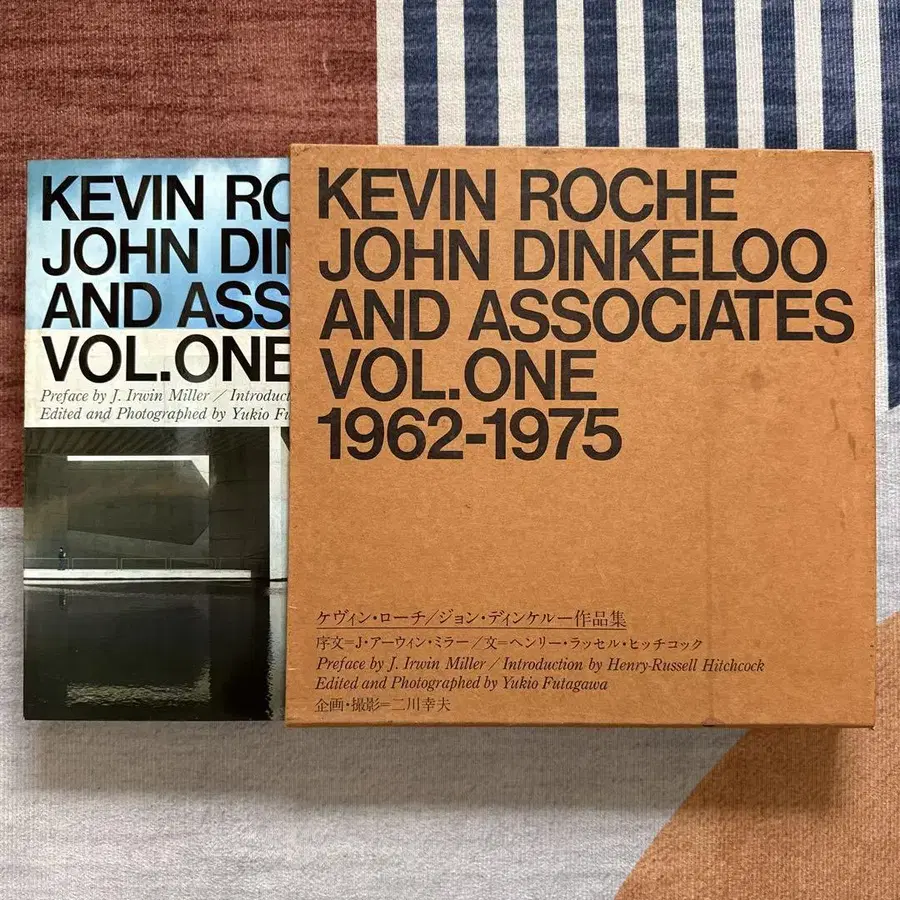 KEVIN RO
JOHN DIN
AND ASS
VOL.ONE
Preface by J. Irwin Miller / Introduct
Edited and Photographed by Yukio Fu
KEVIN ROCHE
JOHN DINKELOO
AND ASSOCIATES
VOL.ONE
1962-1975
ケヴィン・ローチ/ジョン・ディンケルー作品集
序文=J・アーウィン・ミラー/文=ヘンリー・ラッセル・ヒッチコック
Preface by J. Irwin Miller / Introduction by Henry-Russell Hitchcock
Edited and Photographed by Yukio Futagawa
企画・撮影=二川幸夫